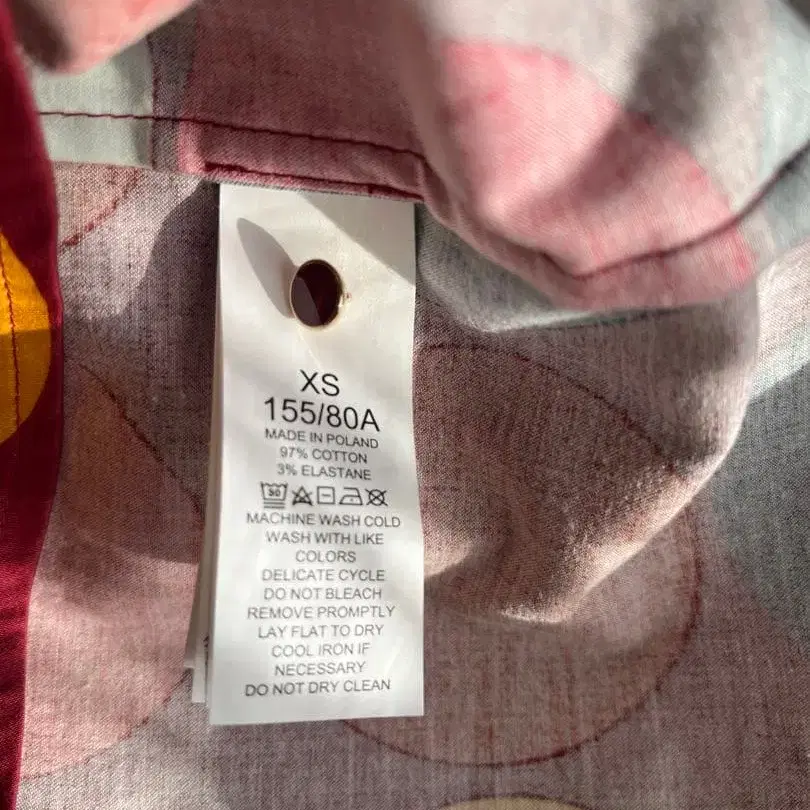 XS
155/80A
MADE IN POLAND
97% COTTON
3% ELASTANE
MACHINE WASH COLD
WASH WITH LIKE
COLORS
DELICATE CYCLE
DO NOT BLEACH
REMOVE PROMPTLY
LAY FLAT TO DRY
COOL IRON IF
NECESSARY
DO NOT DRY CLEAN